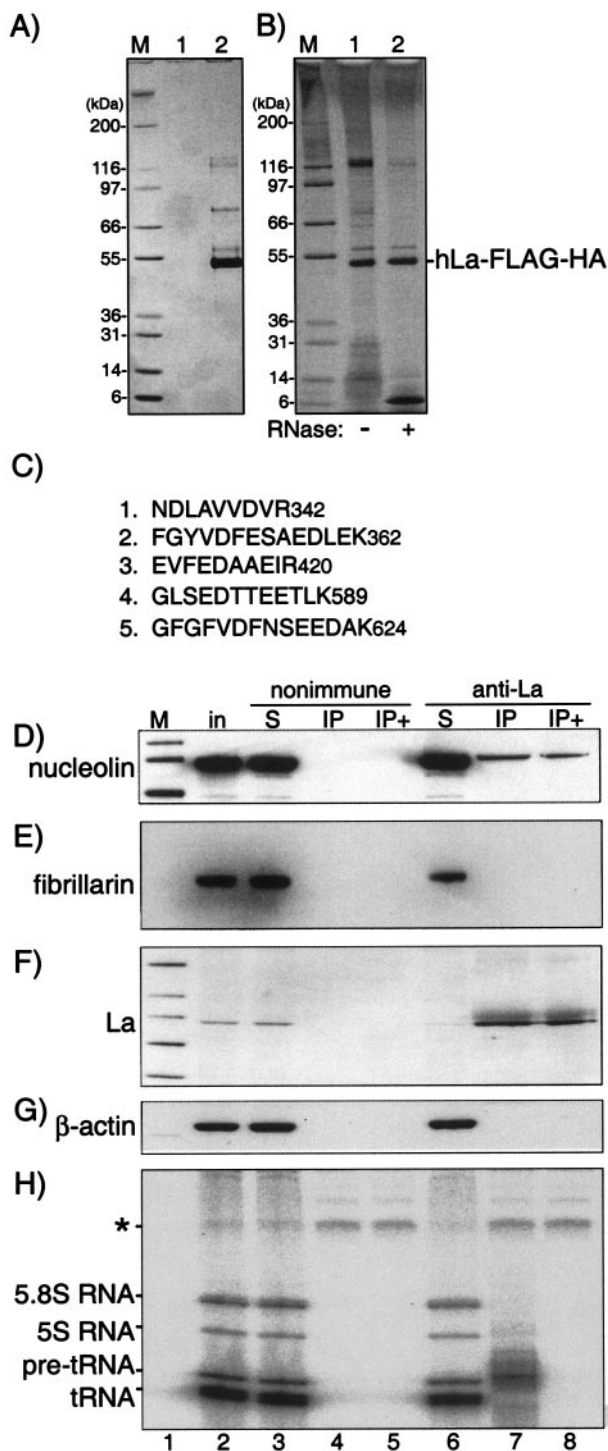 A) B)
M 1 2 M 1 2
(kDa) (kDa)
200- 200-
116- 116-
97- 97-
66- 66-
55- 55- -hLa-FLAG-HA
36- 36-
31- 31-
14- 14-
6- 6-
RNase: - +
C)
1. NDLAVVDVR342
2. FGYVDFESAEDLEK362
3. EVFEDAAEIR420
4. GLSEDTTEETLK589
5. GFGFVDFNSEEDAK624
nonimmune anti-La
M in S IP IP+ S IP IP+
D)
nucleolin
E)
fibrillarin
F)
La
G)
β-actin
H)
*-
5.8S RNA-
5S RNA-
pre-tRNA-
tRNA-
1 2 3 4 5 6 7 8